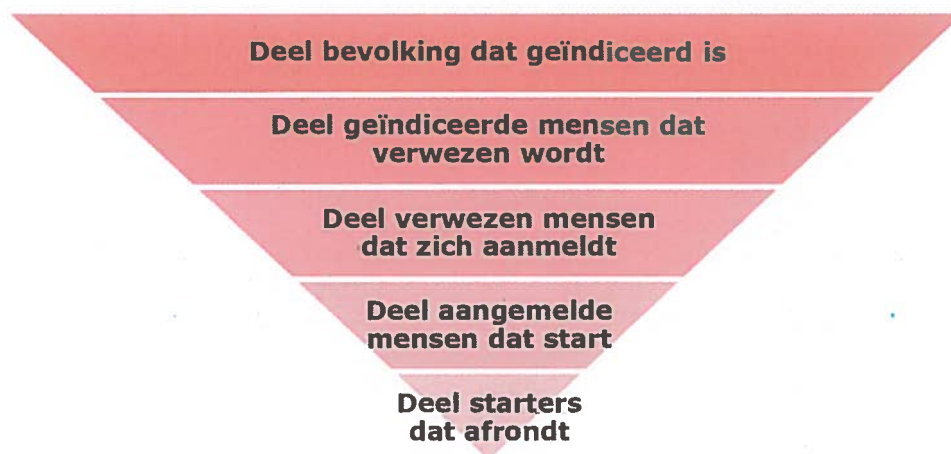 Deel bevolking dat geïndiceerd is
Deel geïndiceerde mensen dat
verwezen wordt
Deel verwezen mensen
dat zich aanmeldt
Deel aangemelde
mensen dat start
Deel starters
dat afrondt